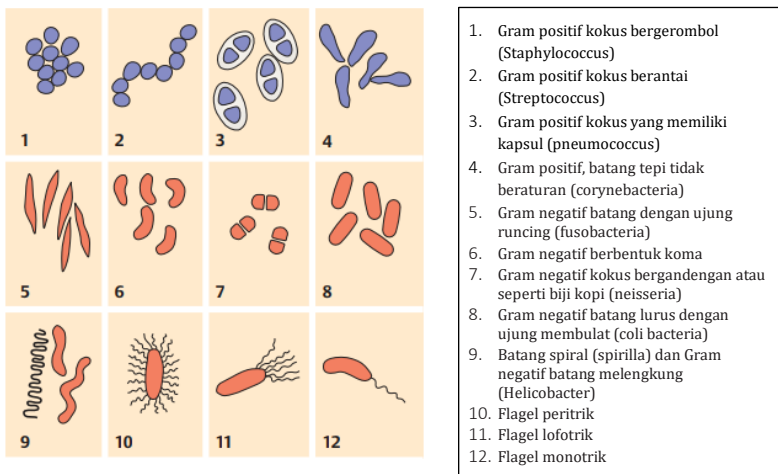 1
2
3
4
5
6
7
8
9
10
11
12
1. Gram positif kokus bergerombol
(Staphylococcus)
2. Gram positif kokus berantai
(Streptococcus)
3. Gram positif kokus yang memiliki
kapsul (pneumococcus)
4. Gram positif, batang tepi tidak
beraturan (corynebacteria)
5. Gram negatif batang dengan ujung
runcing (fusobacteria)
6. Gram negatif berbentuk koma
7. Gram negatif kokus bergandengan atau
seperti biji kopi (neisseria)
8. Gram negatif batang lurus dengan
ujung membulat (coli bacteria)
9. Batang spiral (spirilla) dan Gram
negatif batang melengkung
(Helicobacter)
10. Flagel peritrik
11. Flagel lofotrik
12. Flagel monotrik